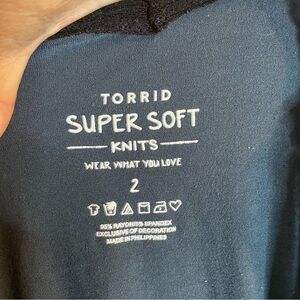 TORRID
SUPER SOFT
KNITS
WEAR WHAT YOU LOVE
2
95% RAYON/5% SPANDEX
EXCLUSIVE OF DECORATION
MADE IN PHILIPPINES